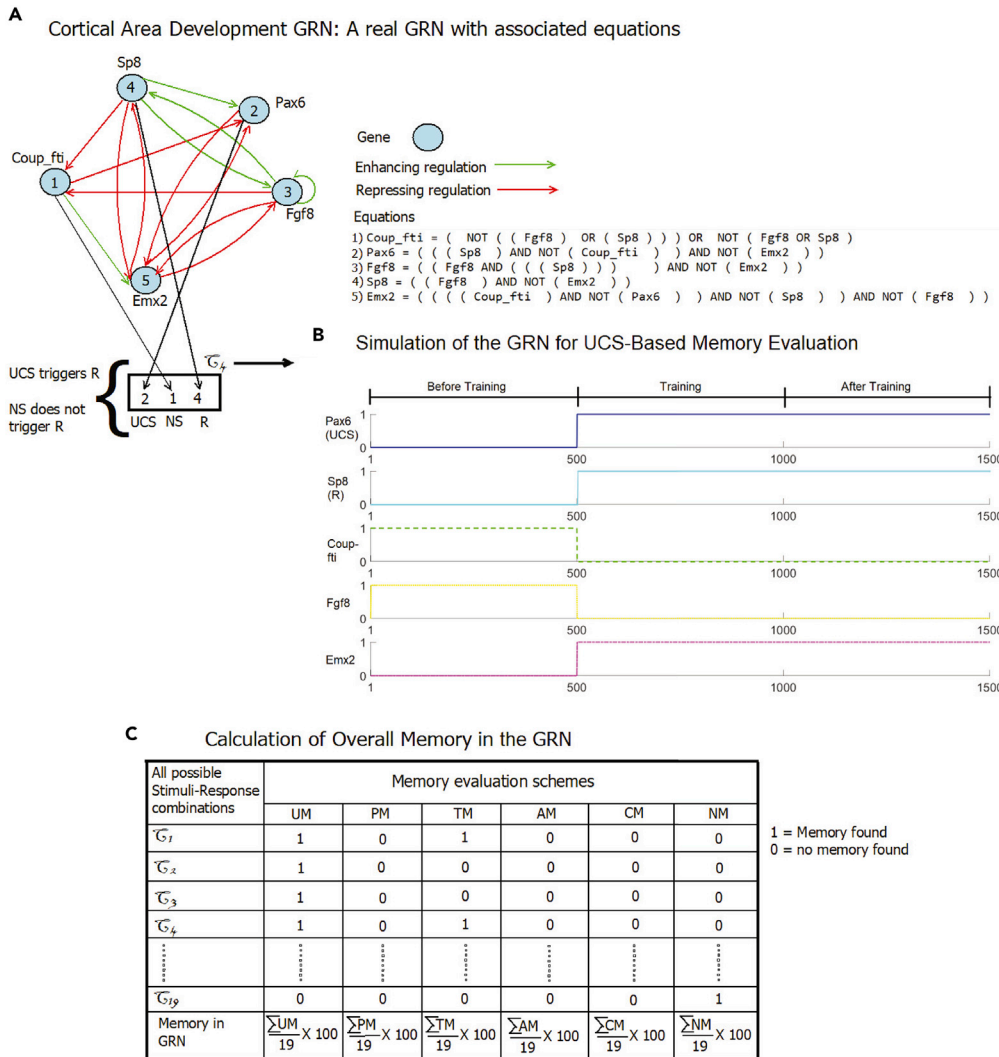 A
Cortical Area Development GRN: A real GRN with associated equations
Sp8
4
Pax6
2
Coup_fti
1
3
Fgf8
5
Emx2
Gene
Enhancing regulation
Repressing regulation
Equations
1) Coup_fti = ( NOT ( ( Fgf8 ) OR ( Sp8 ) ) ) OR NOT ( Fgf8 OR Sp8 )
2) Pax6 = ( ( ( Sp8 ) AND NOT ( Coup_fti ) ) AND NOT ( Emx2 ) )
3) Fgf8 = ( ( Fgf8 AND ( ( ( Sp8 ) ) ) ) AND NOT ( Emx2 ) )
4) Sp8 = ( ( Fgf8 ) AND NOT ( Emx2 ) )
5) Emx2 = ( ( ( ( Coup_fti ) AND NOT ( Pax6 ) ) AND NOT ( Sp8 ) ) AND NOT ( Fgf8 ) )
UCS triggers R
NS does not
trigger R
𝒯4
2 1 4
UCS NS R
B
Simulation of the GRN for UCS-Based Memory Evaluation
Before Training Training After Training
Pax6
(UCS)
1
0
1 500 1000 1500
Sp8
(R)
1
0
1 500 1000 1500
Coup-
fti
1
0
1 500 1000 1500
Fgf8
1
0
1 500 1000 1500
Emx2
1
0
1 500 1000 1500
C
Calculation of Overall Memory in the GRN
All possible
Stimuli-Response
combinations
Memory evaluation schemes
UM PM TM AM CM NM
𝒯1 1 0 1 0 0 0
𝒯2 1 0 0 0 0 0
𝒯3 1 0 0 0 0 0
𝒯4 1 0 1 0 0 0
𝒯19 0 0 0 0 0 1
Memory in
GRN
∑UM/19 X 100 ∑PM/19 X 100 ∑TM/19 X 100 ∑AM/19 X 100 ∑CM/19 X 100 ∑NM/19 X 100
1 = Memory found
0 = no memory found